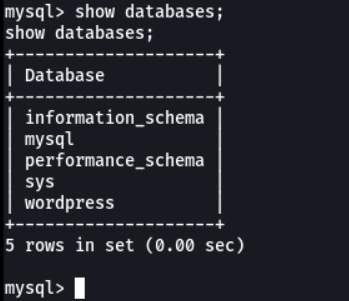 mysql> show databases;
show databases;
+--------------------+
| Database           |
+--------------------+
| information_schema |
| mysql              |
| performance_schema |
| sys                |
| wordpress          |
+--------------------+
5 rows in set (0.00 sec)
mysql>